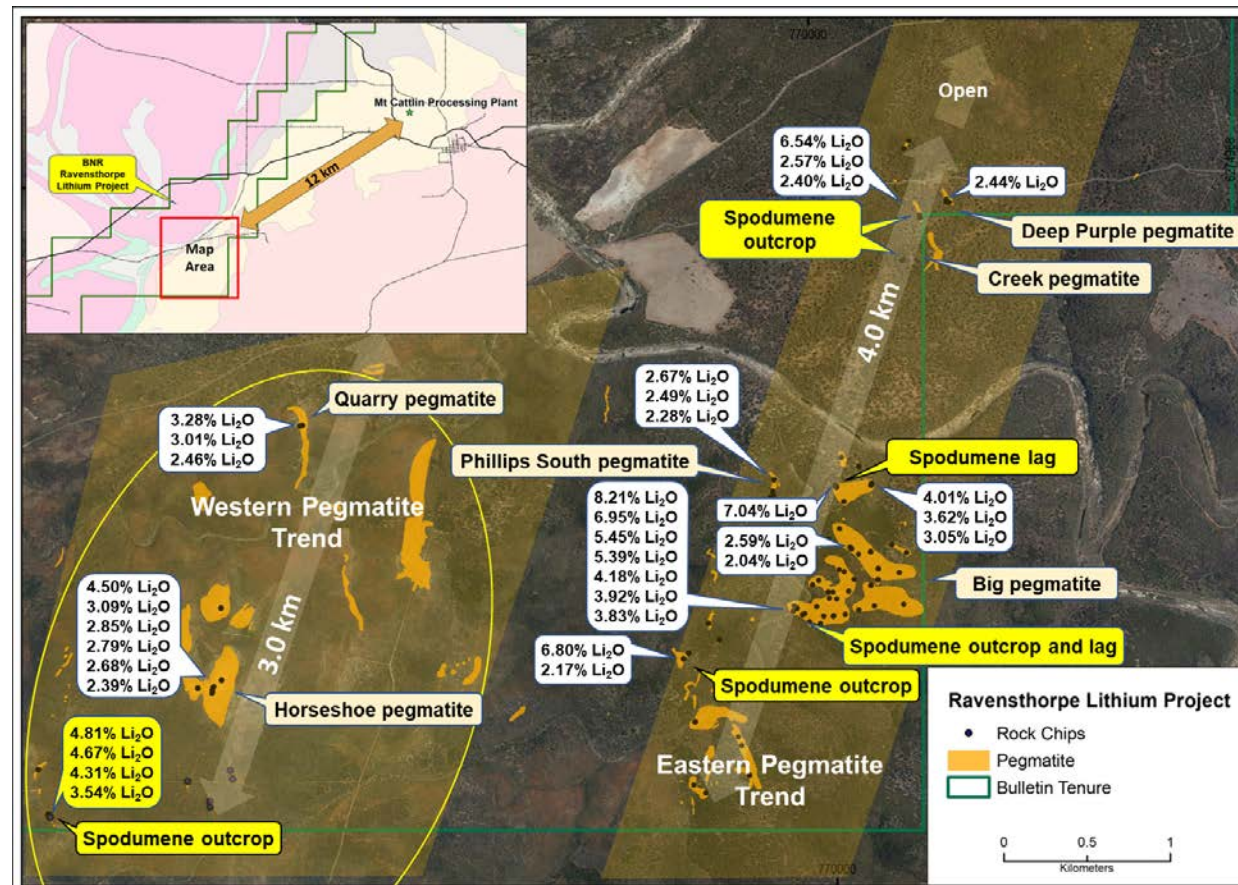 Mt Cattlin Processing Plant
BNR
Ravensthorpe
Lithium Project
12 km
Map
Area
770000
Open
6.54% Li₂O
2.57% Li₂O
2.40% Li₂O
2.44% Li₂O
Spodumene
outcrop
Deep Purple pegmatite
Creek pegmatite
4.0 km
Quarry pegmatite
3.28% Li₂O
3.01% Li₂O
2.46% Li₂O
2.67% Li₂O
2.49% Li₂O
2.28% Li₂O
Phillips South pegmatite
Spodumene lag
Western Pegmatite
Trend
8.21% Li₂O
6.95% Li₂O
5.45% Li₂O
5.39% Li₂O
4.18% Li₂O
3.92% Li₂O
3.83% Li₂O
7.04% Li₂O
4.01% Li₂O
3.62% Li₂O
3.05% Li₂O
2.59% Li₂O
2.04% Li₂O
Big pegmatite
4.50% Li₂O
3.09% Li₂O
2.85% Li₂O
2.79% Li₂O
2.68% Li₂O
2.39% Li₂O
3.0 km
Spodumene outcrop and lag
6.80% Li₂O
2.17% Li₂O
Spodumene outcrop
Horseshoe pegmatite
4.81% Li₂O
4.67% Li₂O
4.31% Li₂O
3.54% Li₂O
Spodumene outcrop
Eastern Pegmatite
Trend
Ravensthorpe Lithium Project
Rock Chips
Pegmatite
Bulletin Tenure
0 0.5 1
Kilometers
770000